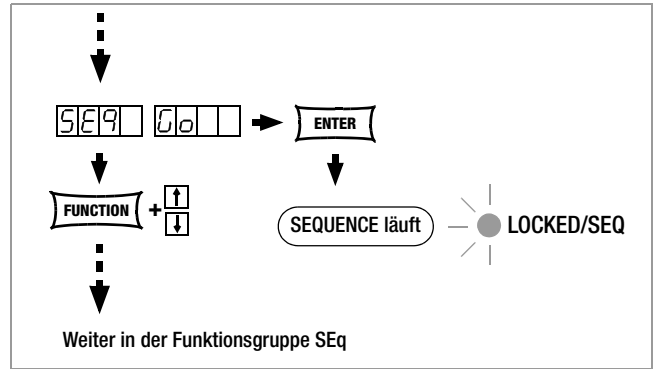 SEq Go ENTER
FUNCTION + ↑
↓
SEQUENCE läuft LOCKED/SEQ
Weiter in der Funktionsgruppe SEq